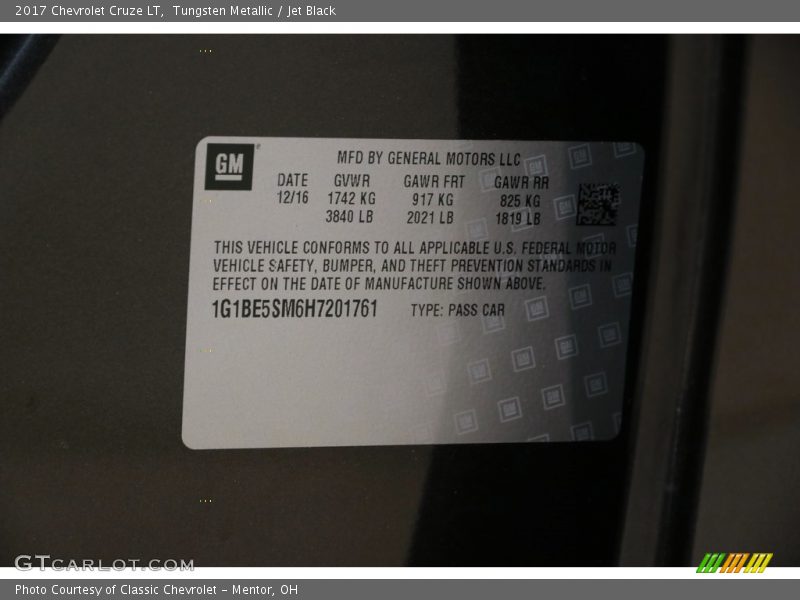 2017 Chevrolet Cruze LT, Tungsten Metallic / Jet Black
GM
MFD BY GENERAL MOTORS LLC
DATE GVWR GAWR FRT GAWR RR
12/16 1742 KG 917 KG 825 KG
3840 LB 2021 LB 1819 LB
THIS VEHICLE CONFORMS TO ALL APPLICABLE U.S. FEDERAL MOTOR
VEHICLE SAFETY, BUMPER, AND THEFT PREVENTION STANDARDS IN
EFFECT ON THE DATE OF MANUFACTURE SHOWN ABOVE.
1G1BE5SM6H7201761 TYPE: PASS CAR
GTCARLOT.COM
Photo Courtesy of Classic Chevrolet - Mentor, OH